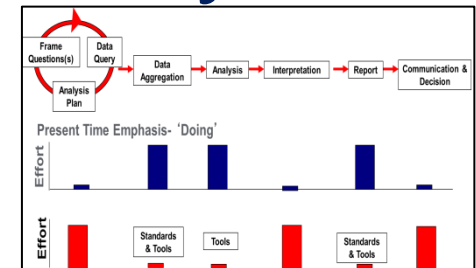 Frame
Questions(s)
Data
Query
Analysis
Plan
Data
Aggregation
Analysis
Interpretation
Report
Communication &
Decision
Present Time Emphasis- ‘Doing’
Effort
Effort
Standards
& Tools
Tools
Standards
& Tools